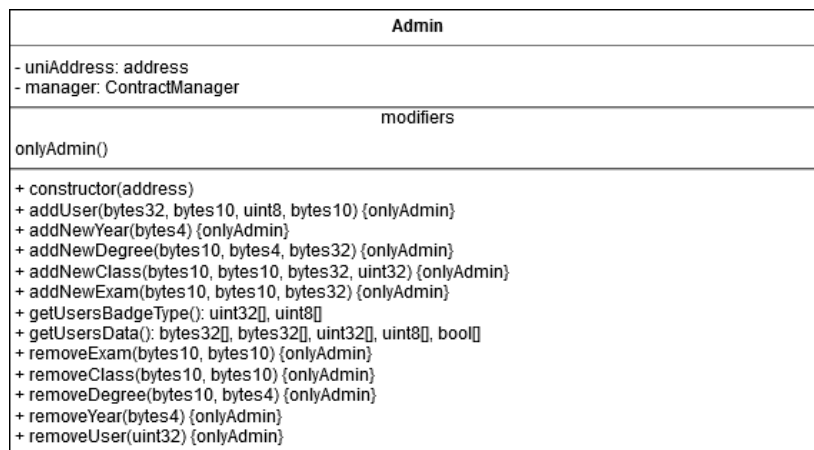 Admin
- uniAddress: address
- manager: ContractManager
modifiers
onlyAdmin()
+ constructor(address)
+ addUser(bytes32, bytes10, uint8, bytes10) {onlyAdmin}
+ addNewYear(bytes4) {onlyAdmin}
+ addNewDegree(bytes10, bytes4, bytes32) {onlyAdmin}
+ addNewClass(bytes10, bytes10, bytes32, uint32) {onlyAdmin}
+ addNewExam(bytes10, bytes10, bytes32) {onlyAdmin}
+ getUsersBadgeType(): uint32[], uint8[]
+ getUsersData(): bytes32[], bytes32[], uint32[], uint8[], bool[]
+ removeExam(bytes10, bytes10) {onlyAdmin}
+ removeClass(bytes10, bytes10) {onlyAdmin}
+ removeDegree(bytes10, bytes4) {onlyAdmin}
+ removeYear(bytes4) {onlyAdmin}
+ removeUser(uint32) {onlyAdmin}